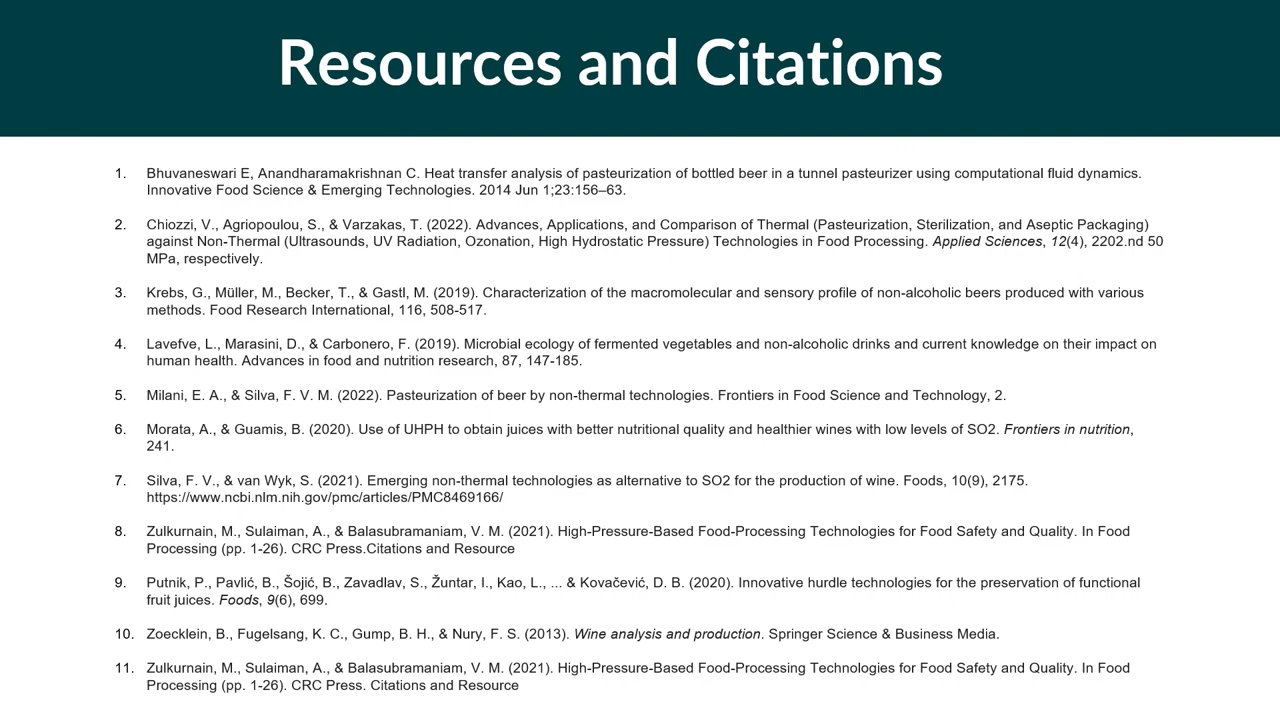 Resources and Citations
1. Bhuvaneswari E, Anandharamakrishnan C. Heat transfer analysis of pasteurization of bottled beer in a tunnel pasteurizer using computational fluid dynamics.
Innovative Food Science & Emerging Technologies. 2014 Jun 1;23:156–63.
2. Chiozzi, V., Agriopoulou, S., & Varzakas, T. (2022). Advances, Applications, and Comparison of Thermal (Pasteurization, Sterilization, and Aseptic Packaging)
against Non-Thermal (Ultrasounds, UV Radiation, Ozonation, High Hydrostatic Pressure) Technologies in Food Processing. Applied Sciences, 12(4), 2202.nd 50
MPa, respectively.
3. Krebs, G., Müller, M., Becker, T., & Gastl, M. (2019). Characterization of the macromolecular and sensory profile of non-alcoholic beers produced with various
methods. Food Research International, 116, 508-517.
4. Lavefve, L., Marasini, D., & Carbonero, F. (2019). Microbial ecology of fermented vegetables and non-alcoholic drinks and current knowledge on their impact on
human health. Advances in food and nutrition research, 87, 147-185.
5. Milani, E. A., & Silva, F. V. M. (2022). Pasteurization of beer by non-thermal technologies. Frontiers in Food Science and Technology, 2.
6. Morata, A., & Guamis, B. (2020). Use of UHPH to obtain juices with better nutritional quality and healthier wines with low levels of SO2. Frontiers in nutrition,
241.
7. Silva, F. V., & van Wyk, S. (2021). Emerging non-thermal technologies as alternative to SO2 for the production of wine. Foods, 10(9), 2175.
https://www.ncbi.nlm.nih.gov/pmc/articles/PMC8469166/
8. Zulkurnain, M., Sulaiman, A., & Balasubramaniam, V. M. (2021). High-Pressure-Based Food-Processing Technologies for Food Safety and Quality. In Food
Processing (pp. 1-26). CRC Press.Citations and Resource
9. Putnik, P., Pavlić, B., Šojić, B., Zavadlav, S., Žuntar, I., Kao, L., ... & Kovačević, D. B. (2020). Innovative hurdle technologies for the preservation of functional
fruit juices. Foods, 9(6), 699.
10. Zoecklein, B., Fugelsang, K. C., Gump, B. H., & Nury, F. S. (2013). Wine analysis and production. Springer Science & Business Media.
11. Zulkurnain, M., Sulaiman, A., & Balasubramaniam, V. M. (2021). High-Pressure-Based Food-Processing Technologies for Food Safety and Quality. In Food
Processing (pp. 1-26). CRC Press. Citations and Resource